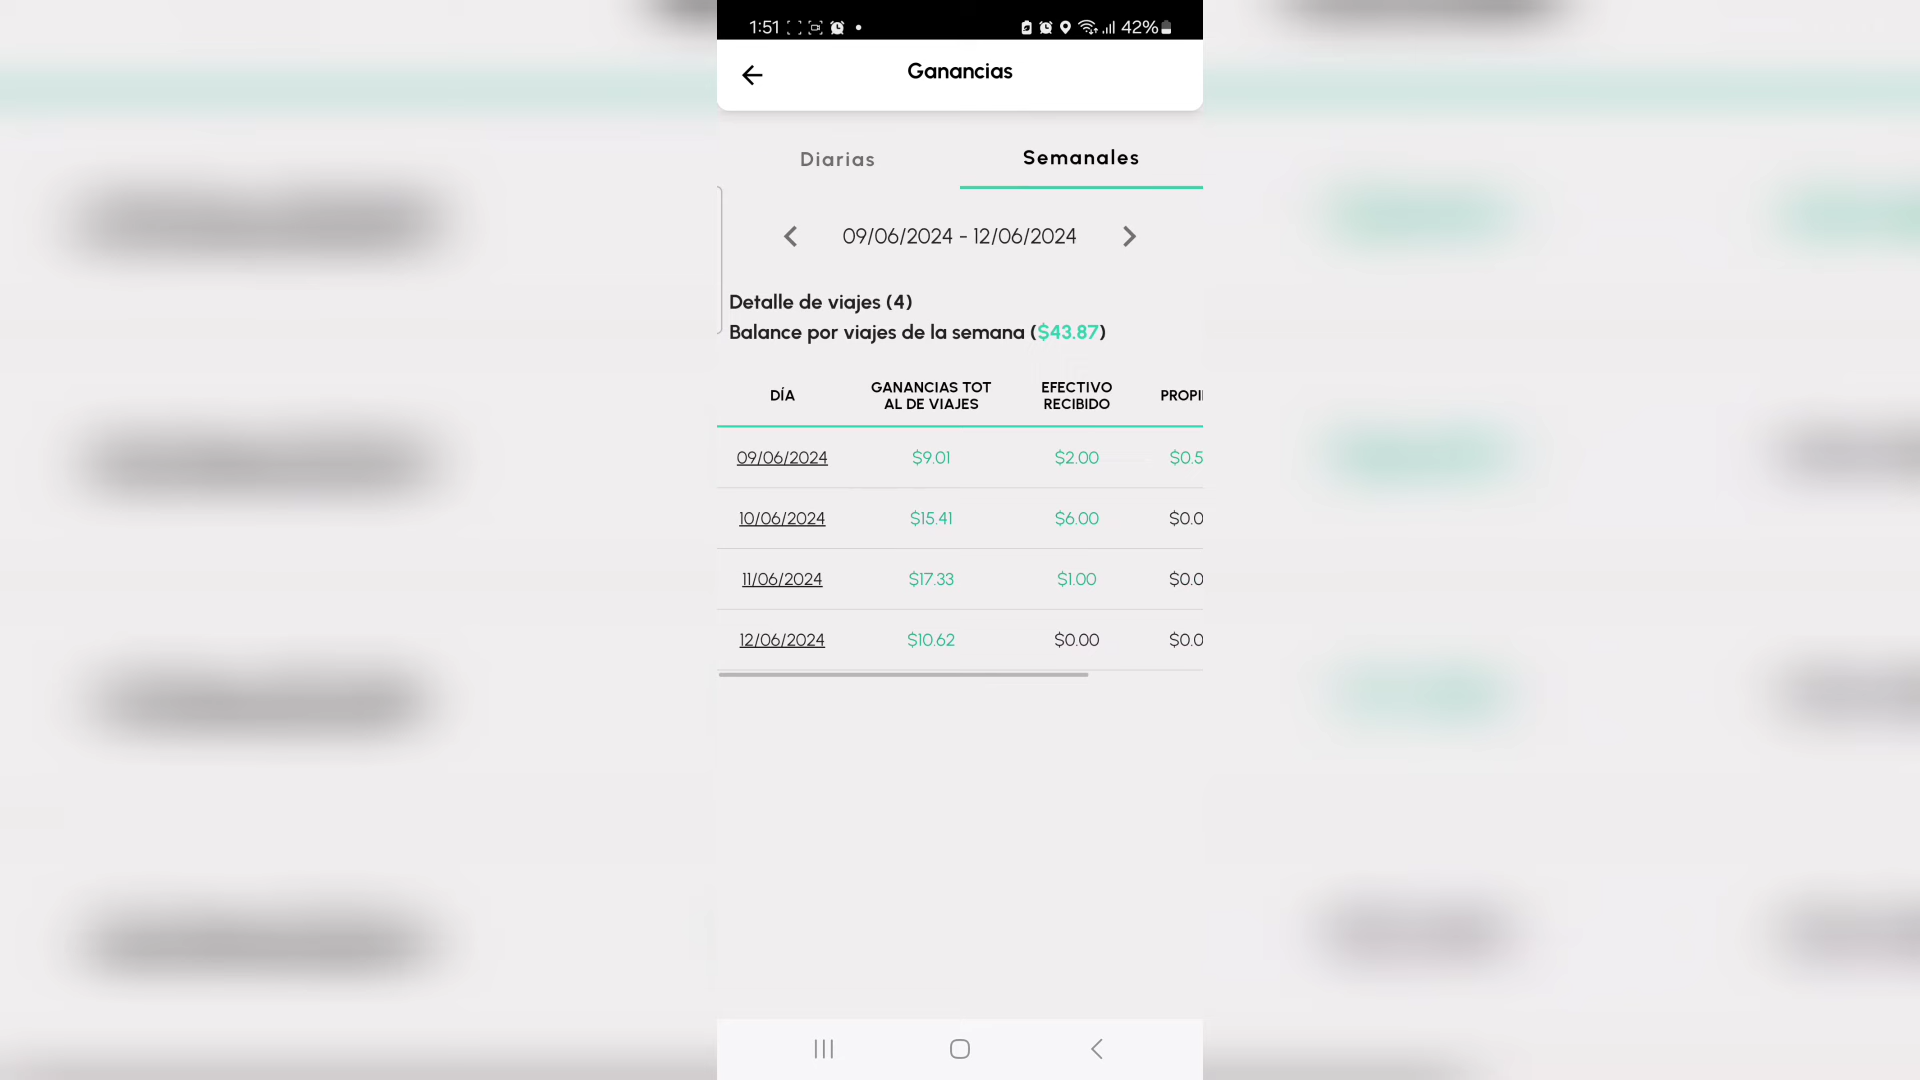 1:51 42%
Ganancias
Diarias Semanales
09/06/2024 - 12/06/2024
Detalle de viajes (4)
Balance por viajes de la semana ($43.87)
DÍA GANANCIAS TOT EFECTIVO PROPI
AL DE VIAJES RECIBIDO
09/06/2024 $9.01 $2.00 $0.5
10/06/2024 $15.41 $6.00 $0.0
11/06/2024 $17.33 $1.00 $0.0
12/06/2024 $10.62 $0.00 $0.0